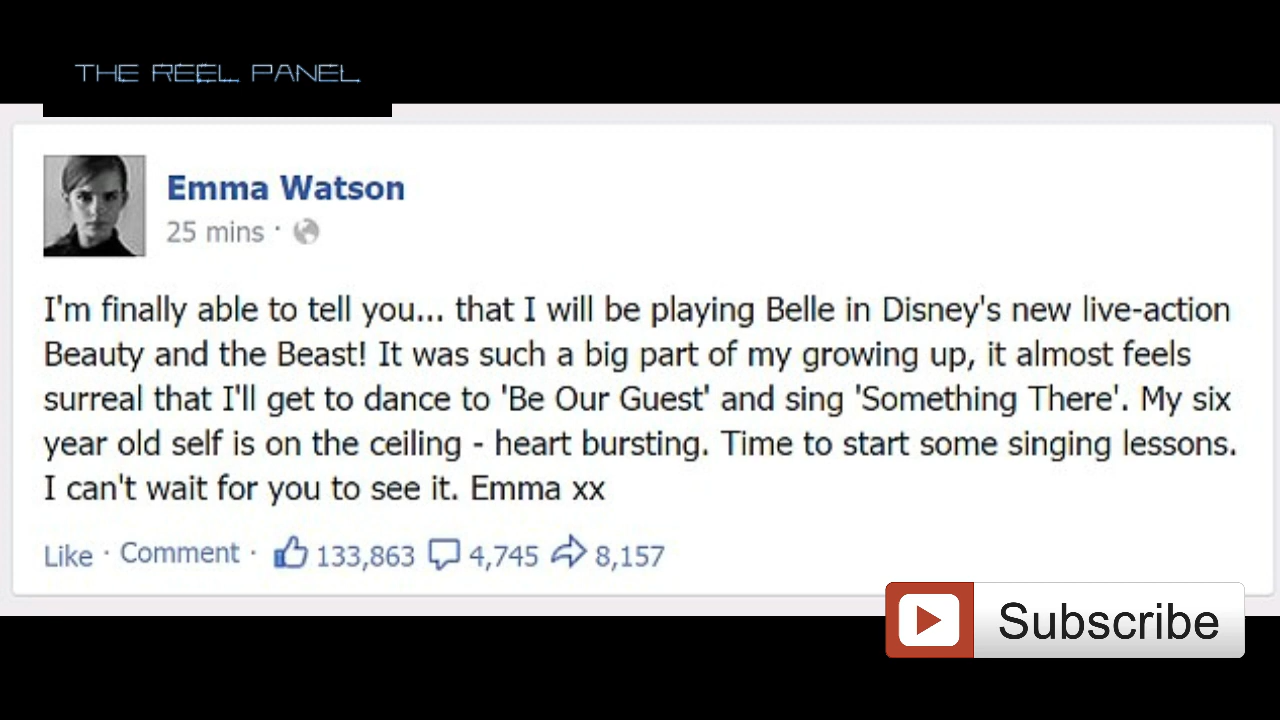 THE REEL PANEL
Emma Watson
25 mins ·
I'm finally able to tell you... that I will be playing Belle in Disney's new live-action
Beauty and the Beast! It was such a big part of my growing up, it almost feels
surreal that I'll get to dance to 'Be Our Guest' and sing 'Something There'. My six
year old self is on the ceiling - heart bursting. Time to start some singing lessons.
I can't wait for you to see it. Emma xx
Like · Comment · 133,863 4,745 8,157
Subscribe